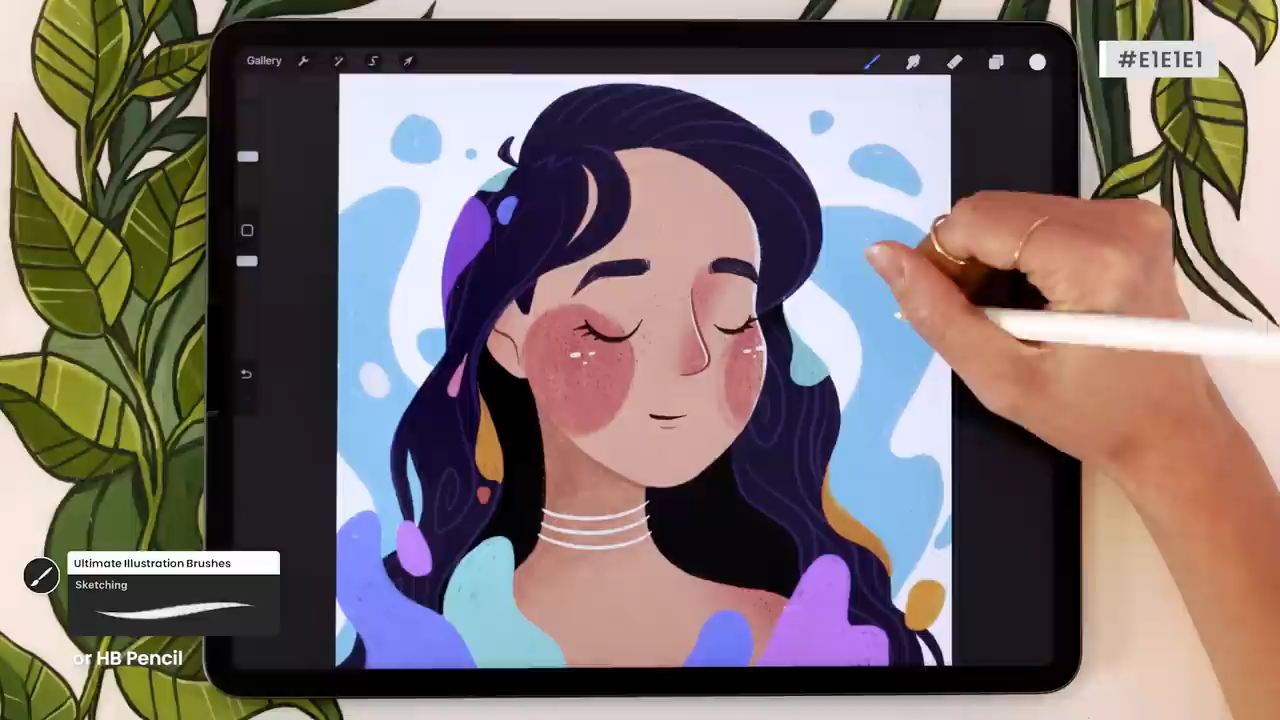 Gallery
#E1E1E1
Ultimate Illustration Brushes
Sketching
or HB Pencil